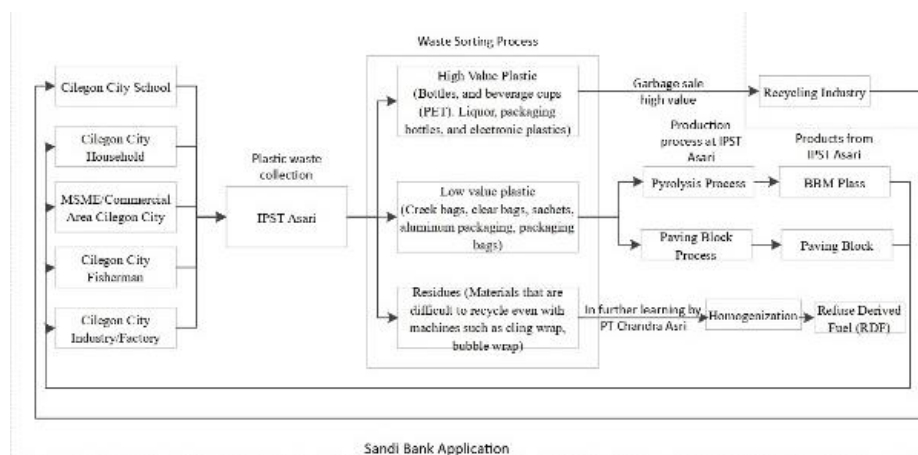 Waste Sorting Process
Cilegon City School
Cilegon City
Household
MSME/Commercial
Area Cilegon City
Cilegon City
Fisherman
Cilegon City
Industry/Factory
Plastic waste
collection
IPST Asari
High Value Plastic
(Bottles, and beverage cups
(PET). Liquor, packaging
bottles, and electronic plastics)
Low value plastic
(Creek bags, clear bags, sachets,
aluminum packaging, packaging
bags)
Residues (Materials that are
difficult to recycle even with
machines such as cling wrap,
bubble wrap)
Garbage sale
high value
Recycling Industry
Production
process at IPST
Asari
Products from
IPST Asari
Pyrolysis Process
BBM Plass
Paving Block
Process
Paving Block
In further learning by
PT Chandra Asri
Homogenization
Refuse Derived
Fuel (RDF)
Sandi Bank Application